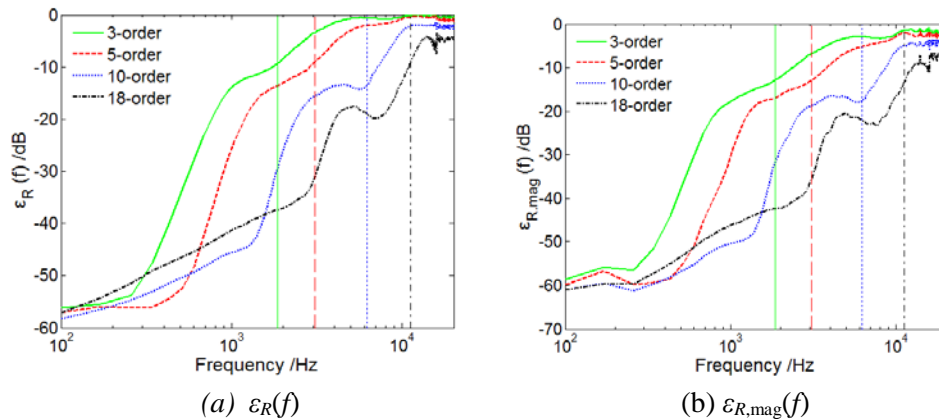 ε_R (f) /dB
0
-10
-20
-30
-40
-50
-60
3-order
5-order
10-order
18-order
10^2
10^3
10^4
Frequency /Hz
(a) ε_R(f)
ε_R,mag (f) /dB
0
-10
-20
-30
-40
-50
-60
-70
3-order
5-order
10-order
18-order
10^2
10^3
10^4
Frequency /Hz
(b) ε_R,mag(f)